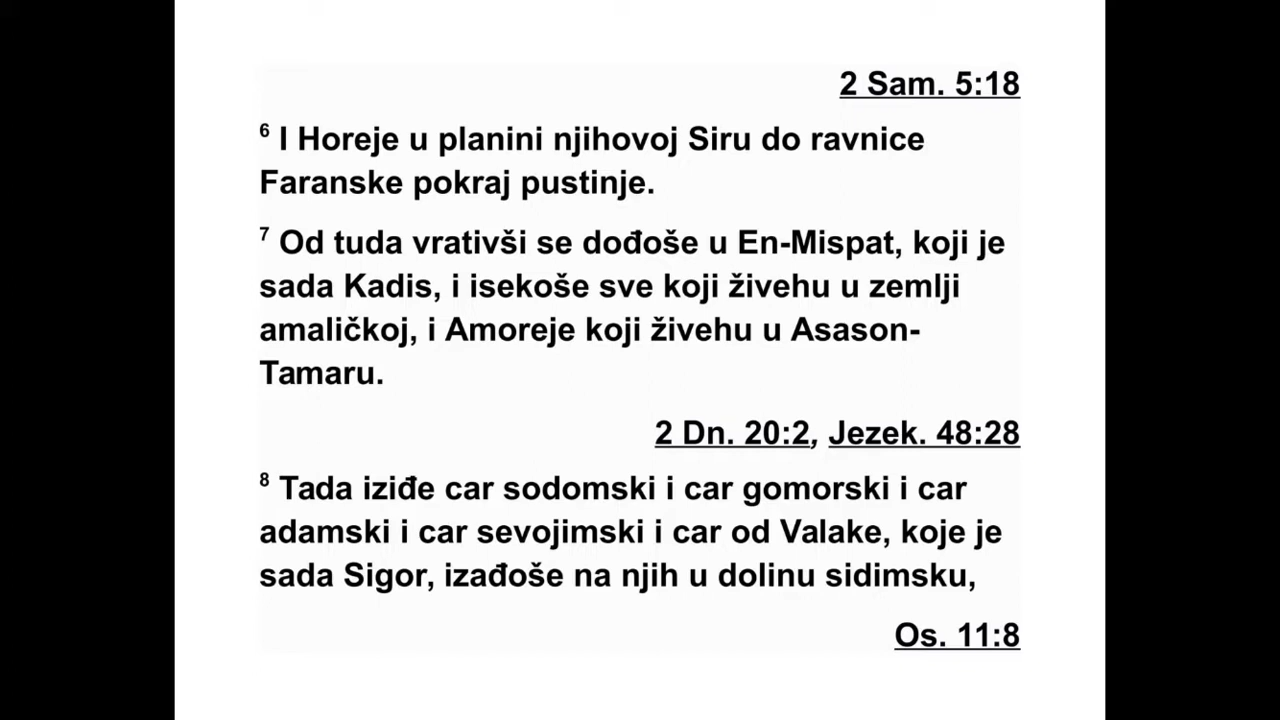 2 Sam. 5:18
6 I Horeje u planini njihovoj Siru do ravnice
Faranske pokraj pustinje.
7 Od tuda vrativši se dođoše u En-Mispat, koji je
sada Kadis, i isekoše sve koji živehu u zemlji
amaličkoj, i Amoreje koji živehu u Asason-
Tamaru.
2 Dn. 20:2, Jezek. 48:28
8 Tada iziđe car sodomski i car gomorski i car
adamski i car sevojimski i car od Valake, koje je
sada Sigor, izađoše na njih u dolinu sidimsku,
Os. 11:8